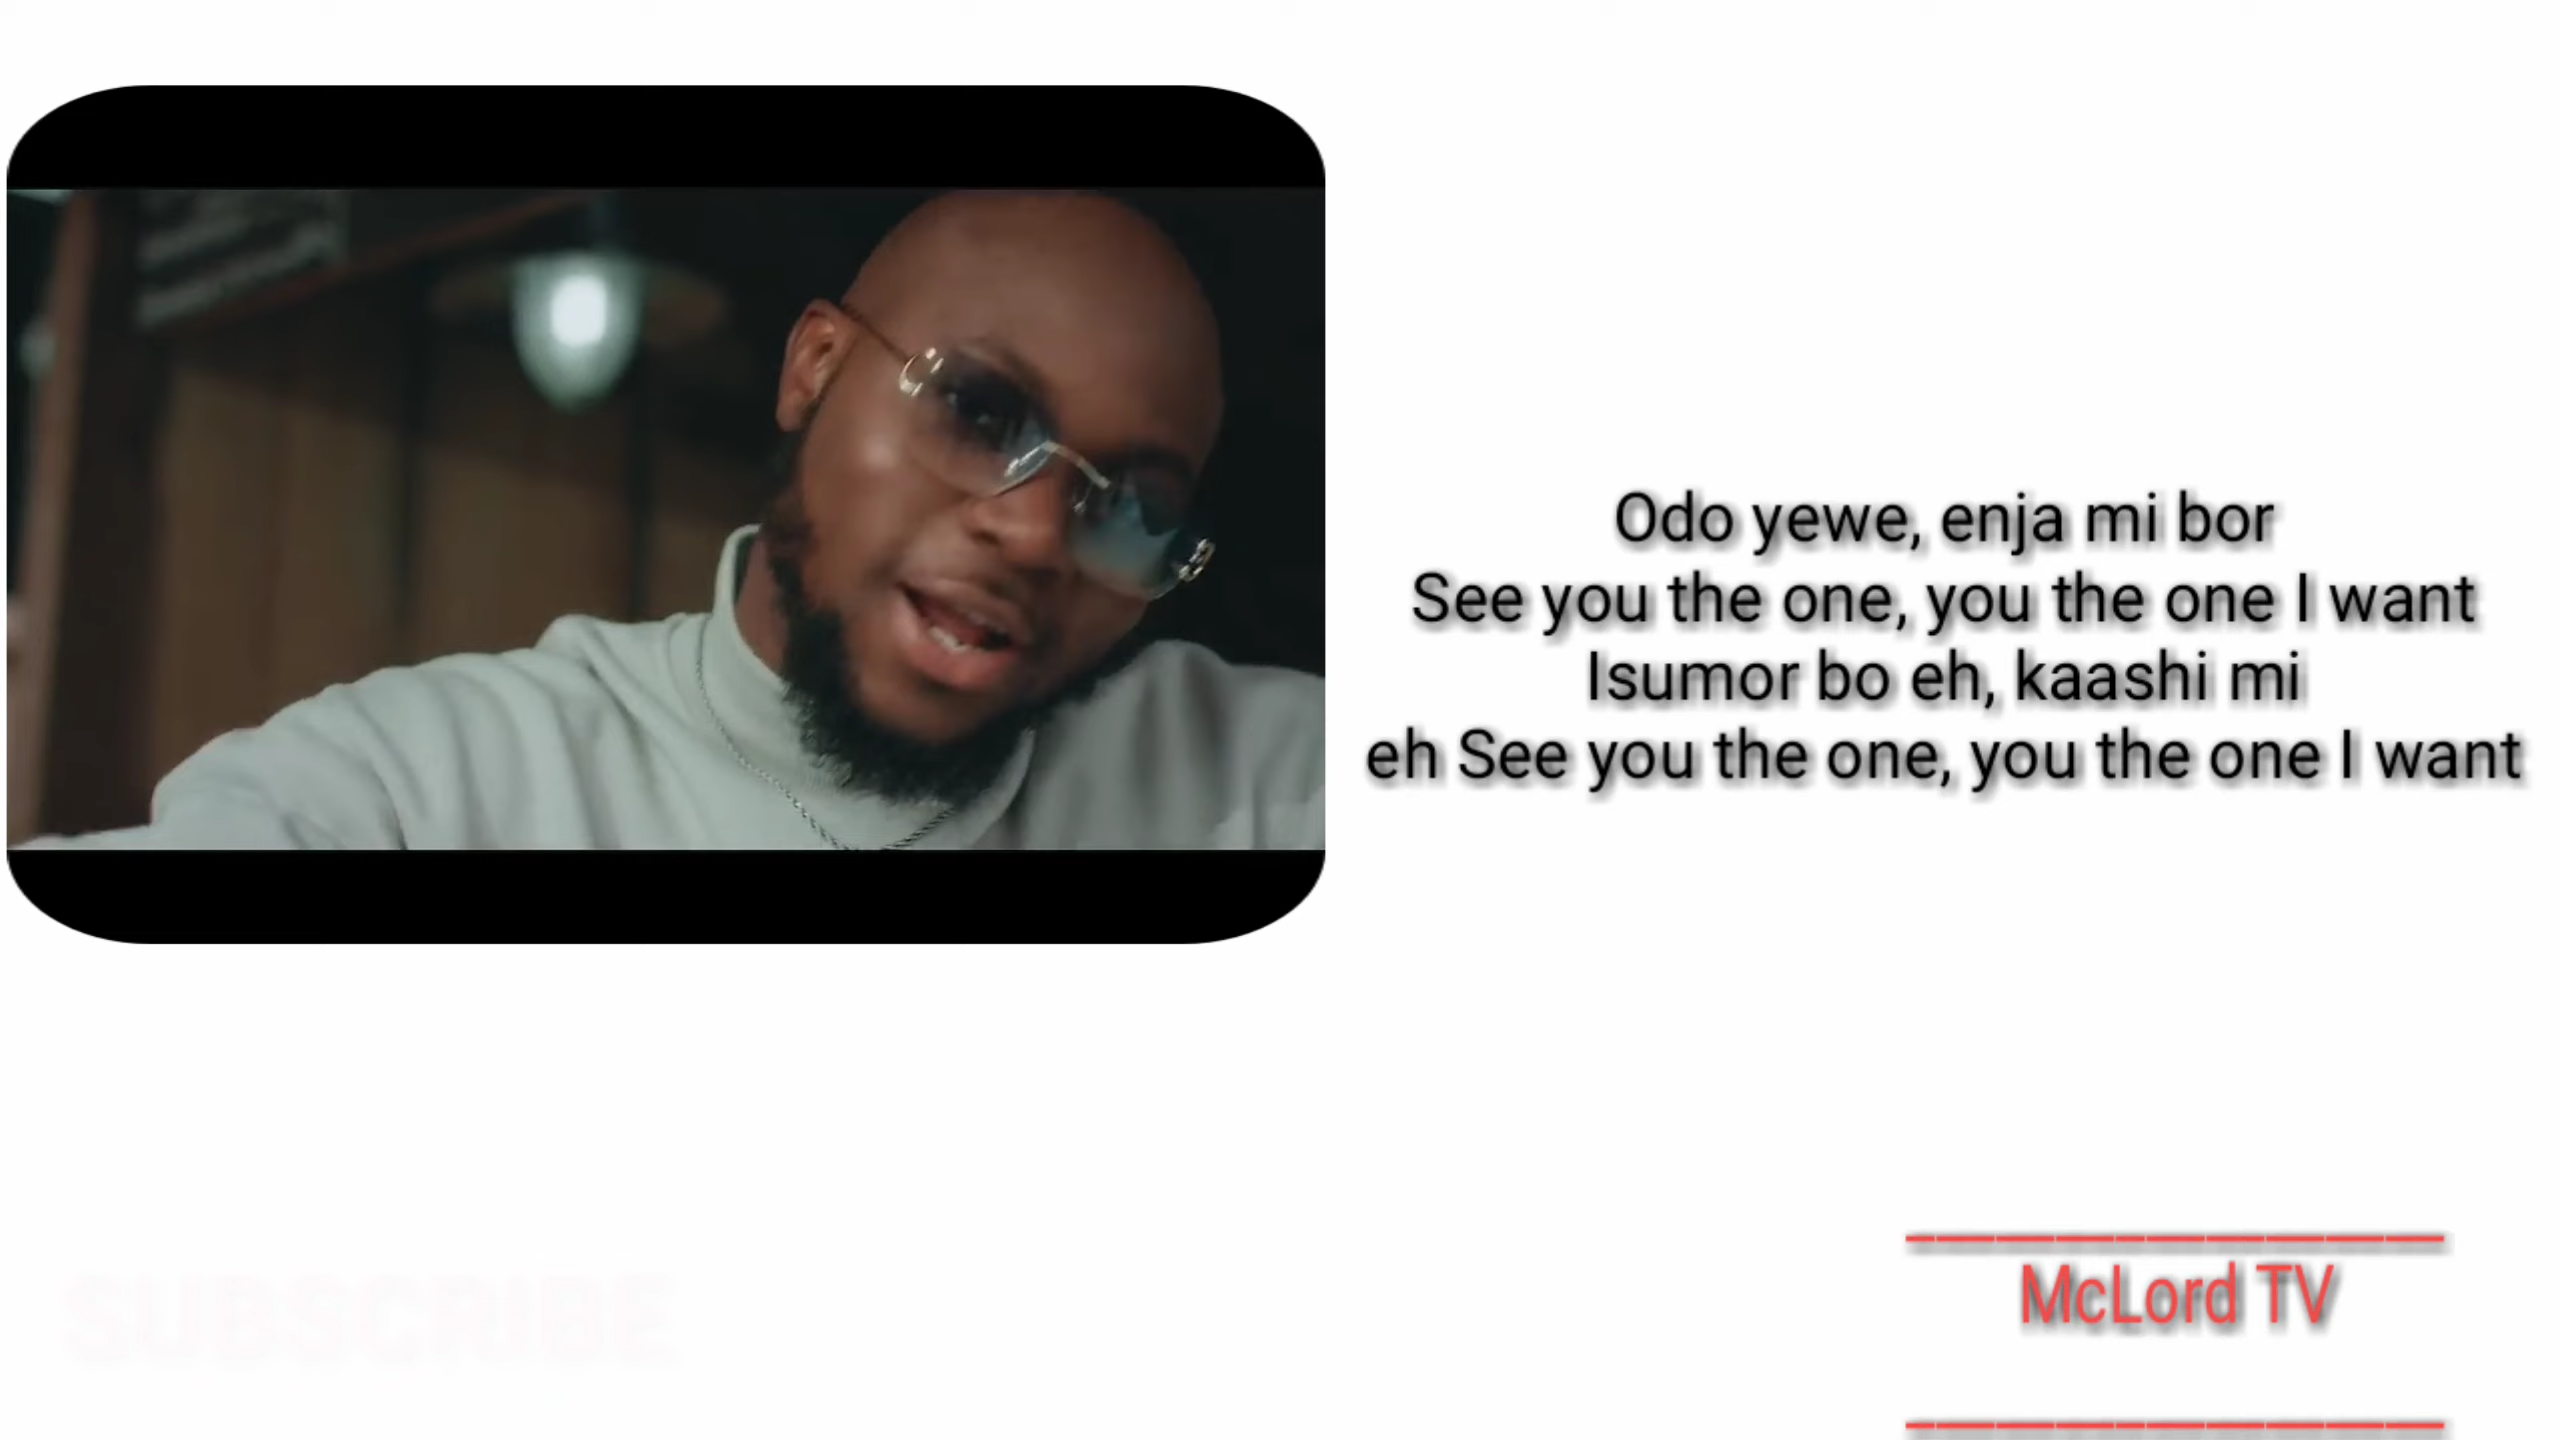 Odo yewe, enja mi bor
See you the one, you the one I want
Isumor bo eh, kaashi mi
eh See you the one, you the one I want
SUBSCRIBE
McLord TV